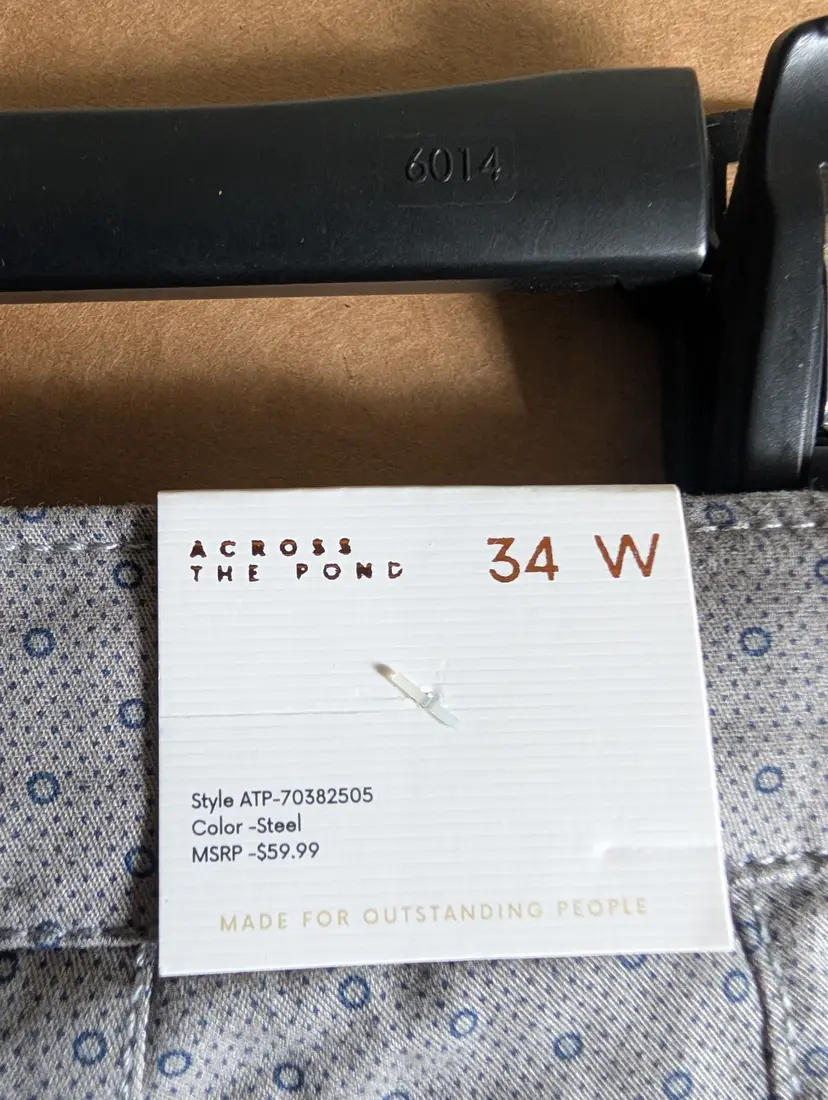 6014
ACROSS
THE POND
34 W
Style ATP-70382505
Color -Steel
MSRP -$59.99
MADE FOR OUTSTANDING PEOPLE